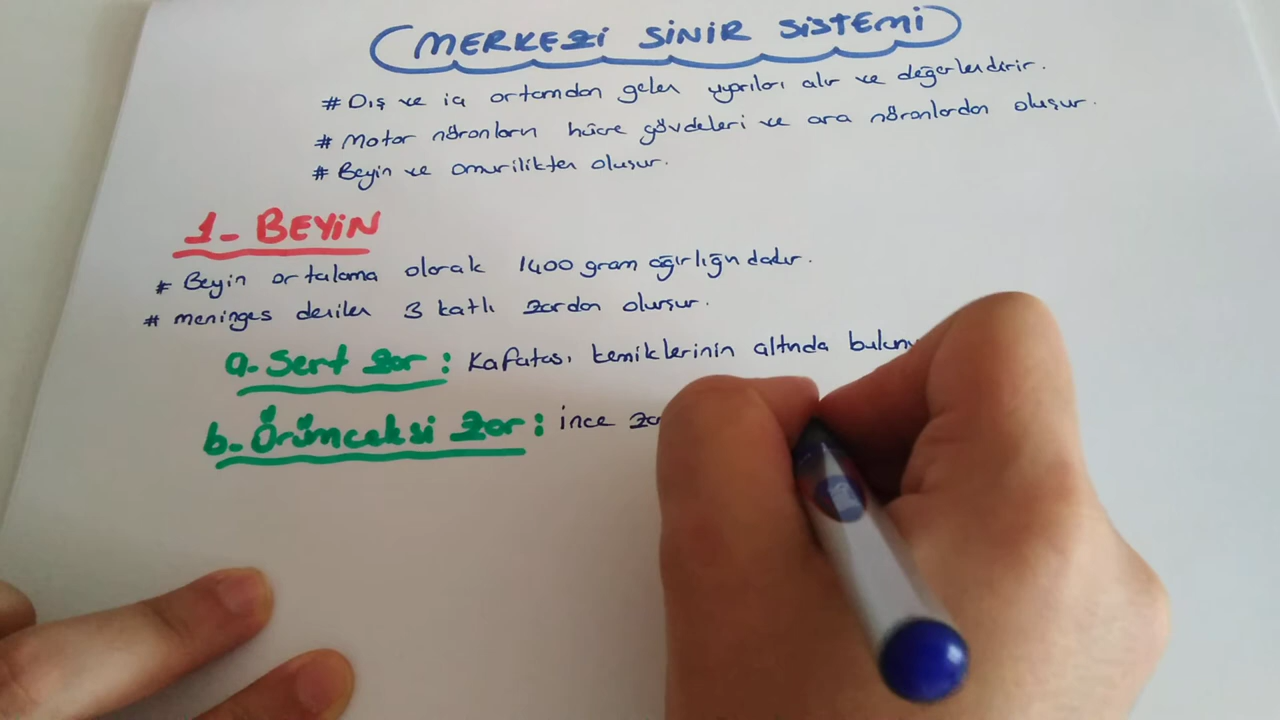 MERKEZİ SİNİR SİSTEMİ
# Dış ve iç ortamdan gelen uyarıları alır ve değerlendirir.
# Motor nöronların hücre gövdeleri ve ara nöronlardan oluşur.
# Beyin ve omurilikten oluşur.
1- BEYİN
# Beyin ortalama olarak 1400 gram ağırlığındadır.
# meninges denilen 3 katlı zardan oluşur.
a. Sert Zar : Kafatası kemiklerinin altında
b. Örümceksi Zar : ince